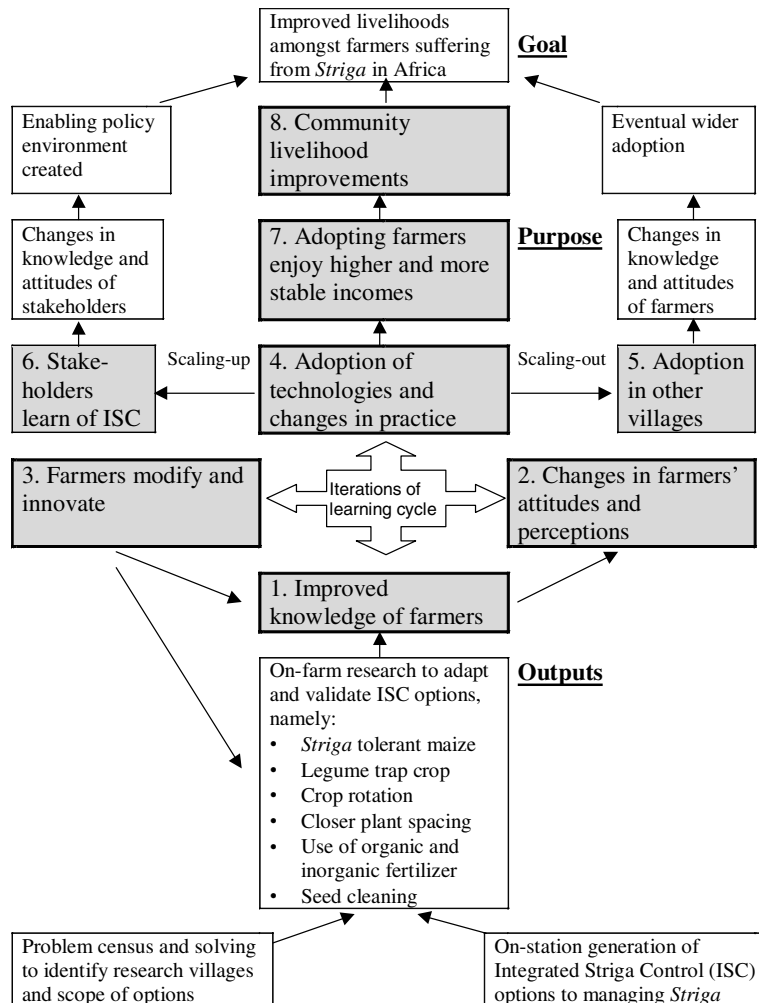 Improved livelihoods
amongst farmers suffering
from Striga in Africa
Goal
Enabling policy
environment
created
8. Community
livelihood
improvements
Eventual wider
adoption
Changes in
knowledge and
attitudes of
stakeholders
7. Adopting farmers
enjoy higher and more
stable incomes
Purpose
Changes in
knowledge
and attitudes
of farmers
6. Stake-
holders
learn of ISC
Scaling-up
4. Adoption of
technologies and
changes in practice
Scaling-out
5. Adoption
in other
villages
3. Farmers modify and
innovate
Iterations of
learning cycle
2. Changes in farmers’
attitudes and
perceptions
1. Improved
knowledge of farmers
On-farm research to adapt
and validate ISC options,
namely:
• Striga tolerant maize
• Legume trap crop
• Crop rotation
• Closer plant spacing
• Use of organic and
inorganic fertilizer
• Seed cleaning
Outputs
Problem census and solving
to identify research villages
and scope of options
On-station generation of
Integrated Striga Control (ISC)
options to managing Striga